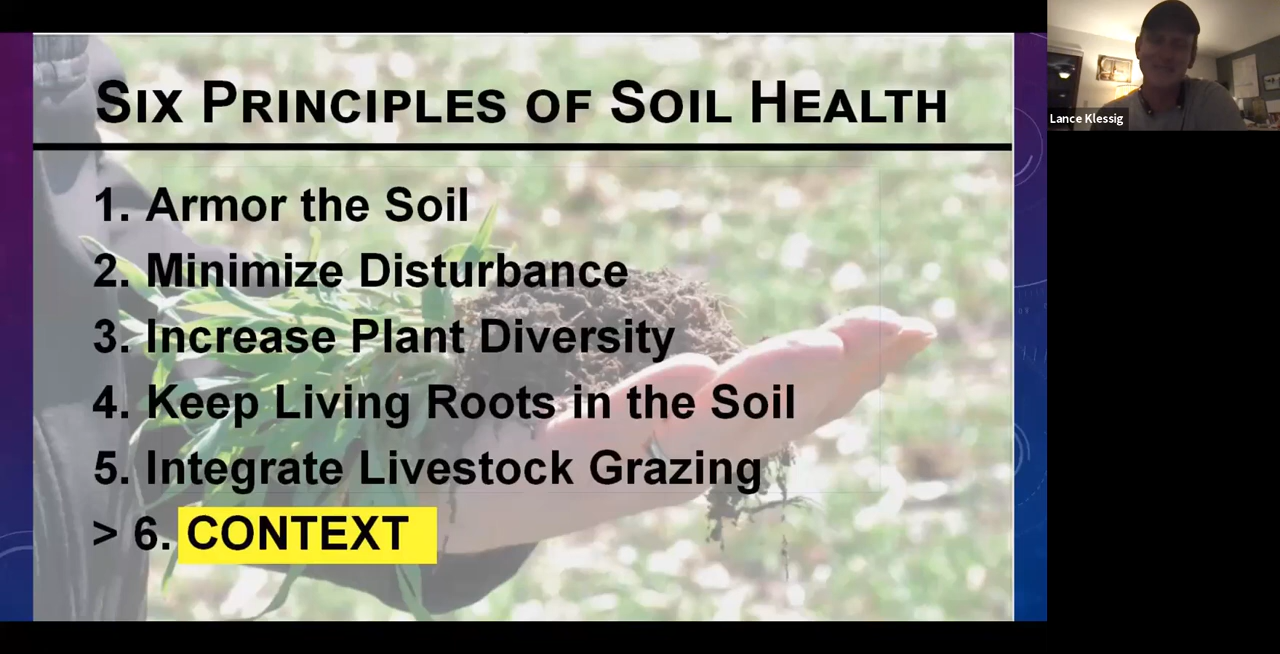 Six Principles of Soil Health
1. Armor the Soil
2. Minimize Disturbance
3. Increase Plant Diversity
4. Keep Living Roots in the Soil
5. Integrate Livestock Grazing
> 6. CONTEXT
Lance Klessig